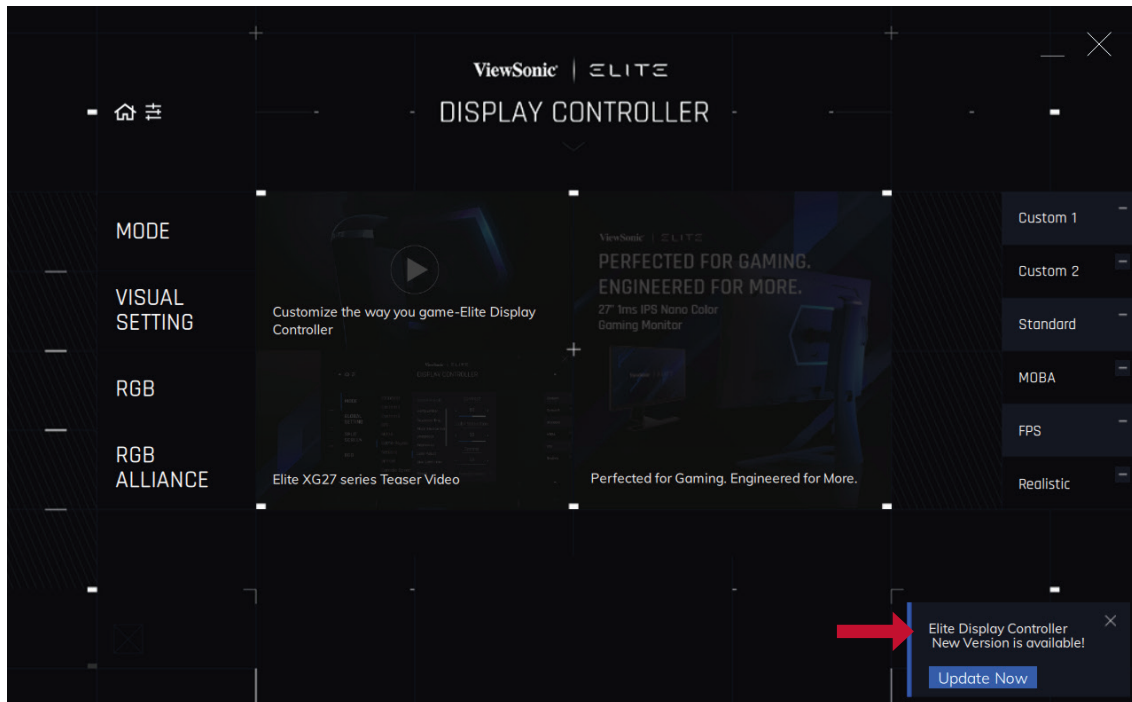 ViewSonic | ELITE
DISPLAY CONTROLLER
MODE
VISUAL
SETTING
RGB
RGB
ALLIANCE
Customize the way you game-Elite Display
Controller
Elite XG27 series Teaser Video
ViewSonic | ELITE
PERFECTED FOR GAMING.
ENGINEERED FOR MORE.
27" 1ms IPS Nano Color
Gaming Monitor
Perfected for Gaming. Engineered for More.
Custom 1
Custom 2
Standard
MOBA
FPS
Realistic
Elite Display Controller
New Version is available!
Update Now